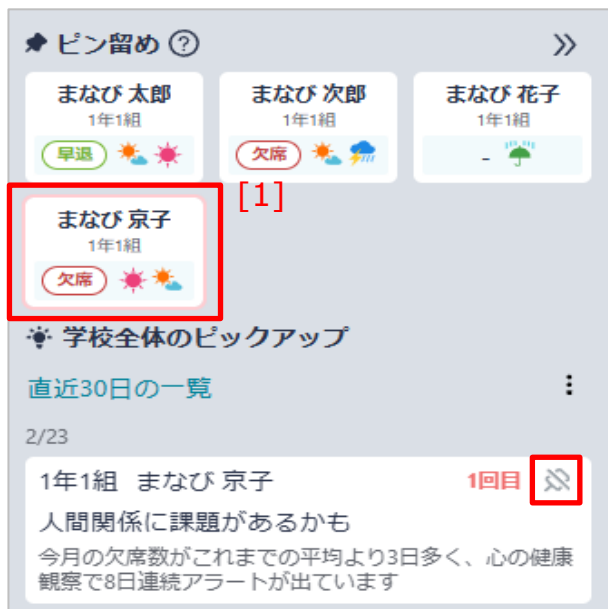 ピン留め ?
まなび 太郎
1年1組
早退
まなび 次郎
1年1組
欠席
まなび 花子
1年1組
-
[1]
まなび 京子
1年1組
欠席
学校全体のピックアップ
直近30日の一覧
2/23
1年1組 まなび 京子 1回目
人間関係に課題があるかも
今月の欠席数がこれまでの平均より3日多く、心の健康
観察で8日連続アラートが出ています